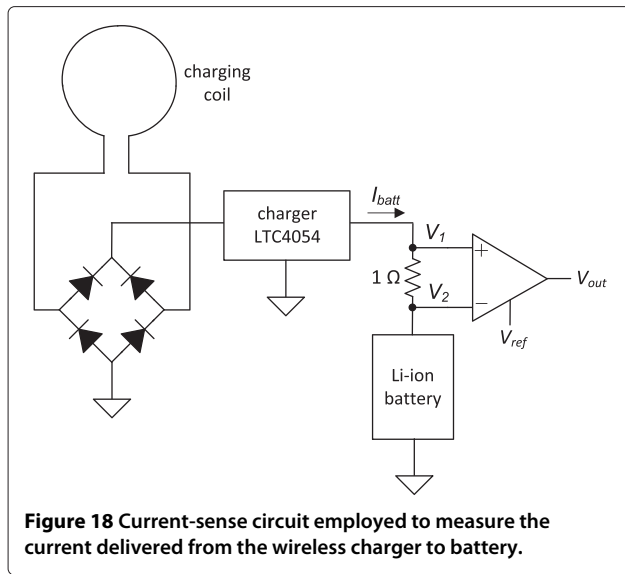 charging
coil
charger
LTC4054
I_batt
V_1
1 Ω
V_2
+
−
V_out
V_ref
Li-ion
battery
Figure 18 Current-sense circuit employed to measure the
current delivered from the wireless charger to battery.